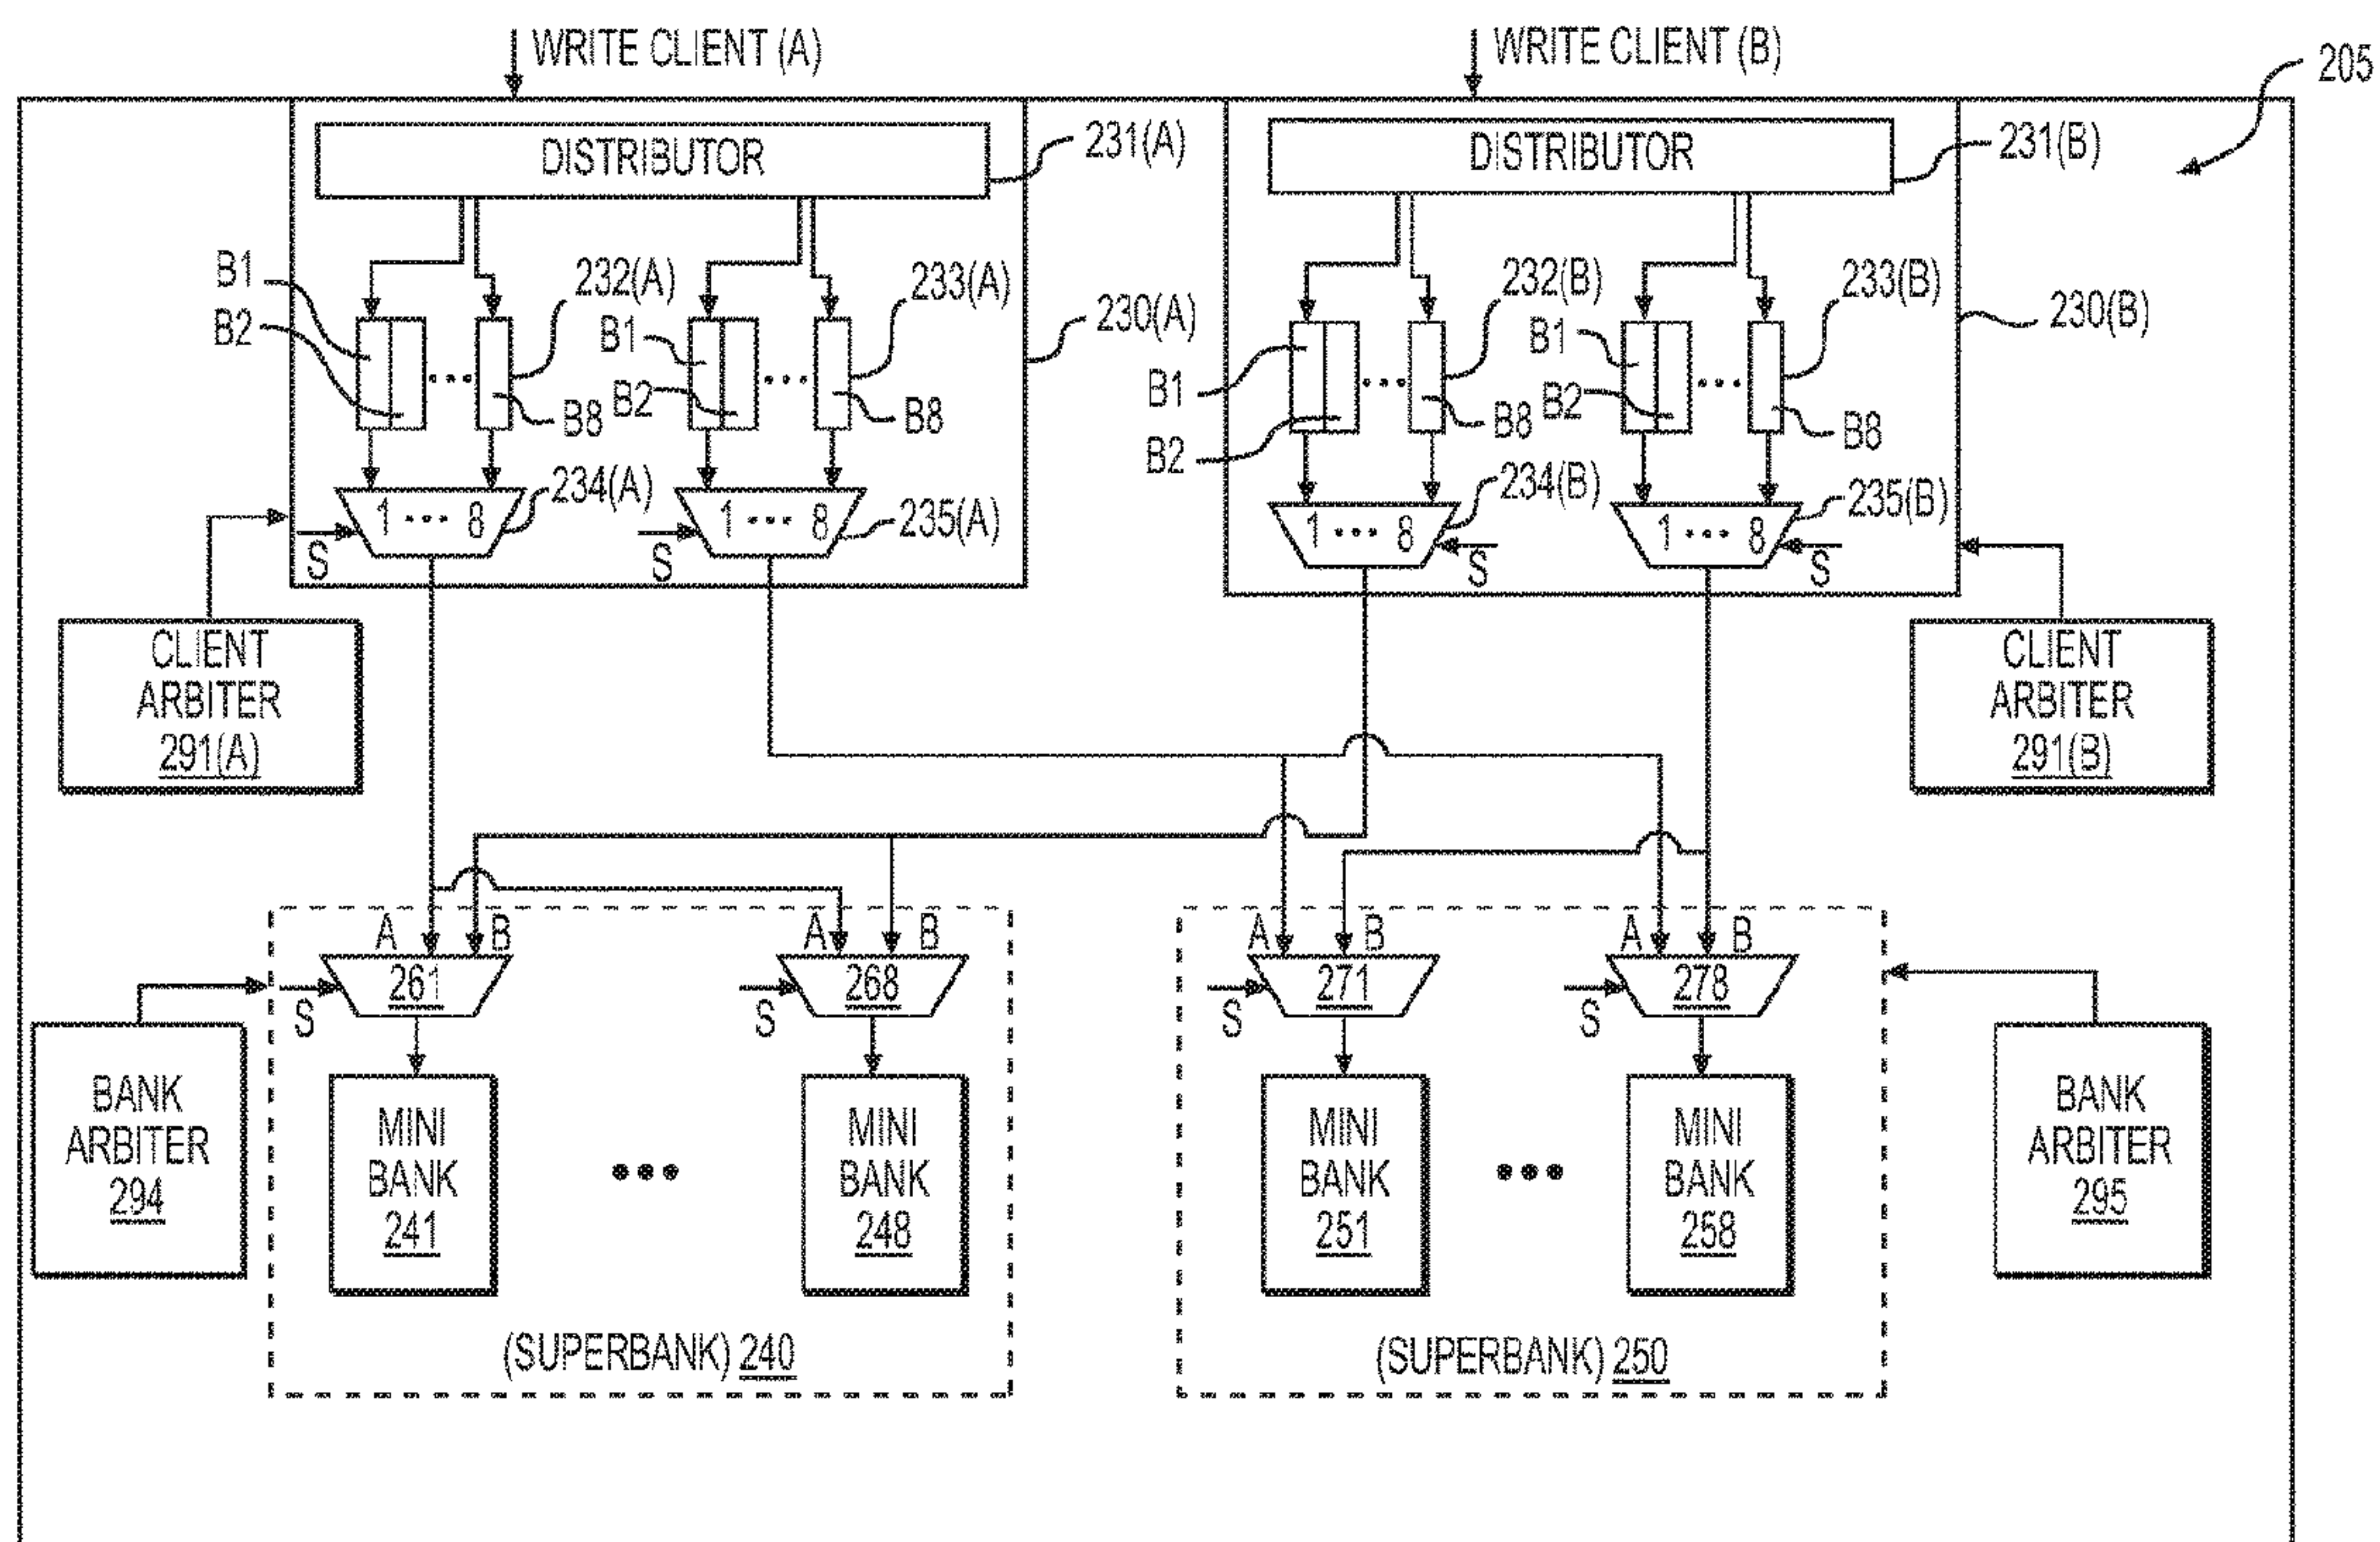 WRITE CLIENT (A)
WRITE CLIENT (B)
205
DISTRIBUTOR
231(A)
DISTRIBUTOR
231(B)
B1
B2
232(A)
B1
B2
233(A)
230(A)
B8
B8
B1
B2
232(B)
B1
B2
233(B)
230(B)
B8
B8
1 ... 8
234(A)
S
1 ... 8
235(A)
S
1 ... 8
234(B)
S
1 ... 8
235(B)
S
CLIENT
ARBITER
291(A)
CLIENT
ARBITER
291(B)
A B
261
S
A B
268
S
A B
271
S
A B
278
S
BANK
ARBITER
294
MINI
BANK
241
...
MINI
BANK
248
MINI
BANK
251
...
MINI
BANK
258
BANK
ARBITER
295
(SUPERBANK) 240
(SUPERBANK) 250